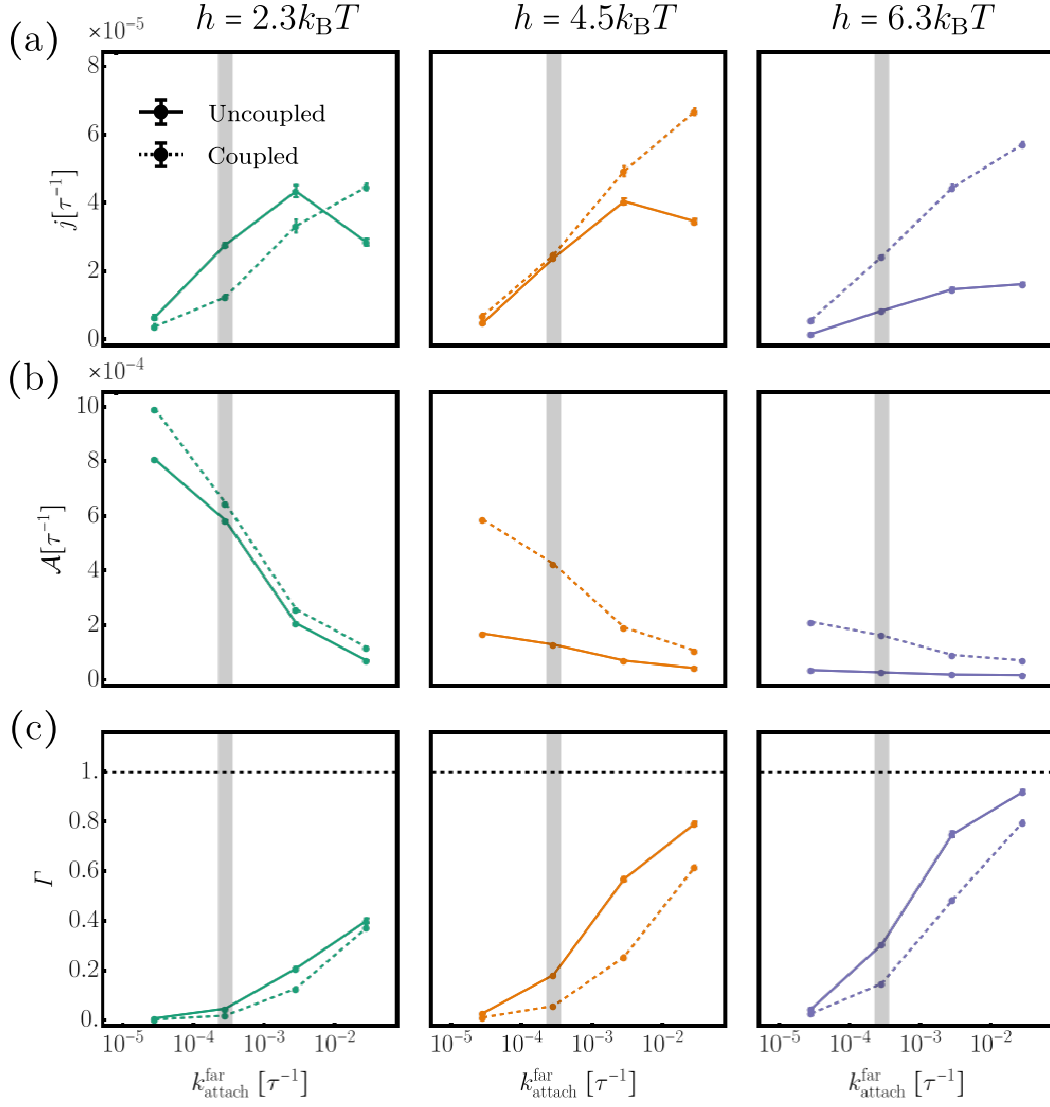 h = 2.3k_BT h = 4.5k_BT h = 6.3k_BT
(a)
×10⁻⁵
8
6
4
2
0
j[τ⁻¹]
Uncoupled
Coupled
(b)
×10⁻⁴
10
8
6
4
2
0
𝒜[τ⁻¹]
(c)
1.
0.8
0.6
0.4
0.2
0.
Γ
10⁻⁵ 10⁻⁴ 10⁻³ 10⁻² 10⁻⁵ 10⁻⁴ 10⁻³ 10⁻² 10⁻⁵ 10⁻⁴ 10⁻³ 10⁻²
k_attach^far [τ⁻¹] k_attach^far [τ⁻¹] k_attach^far [τ⁻¹]